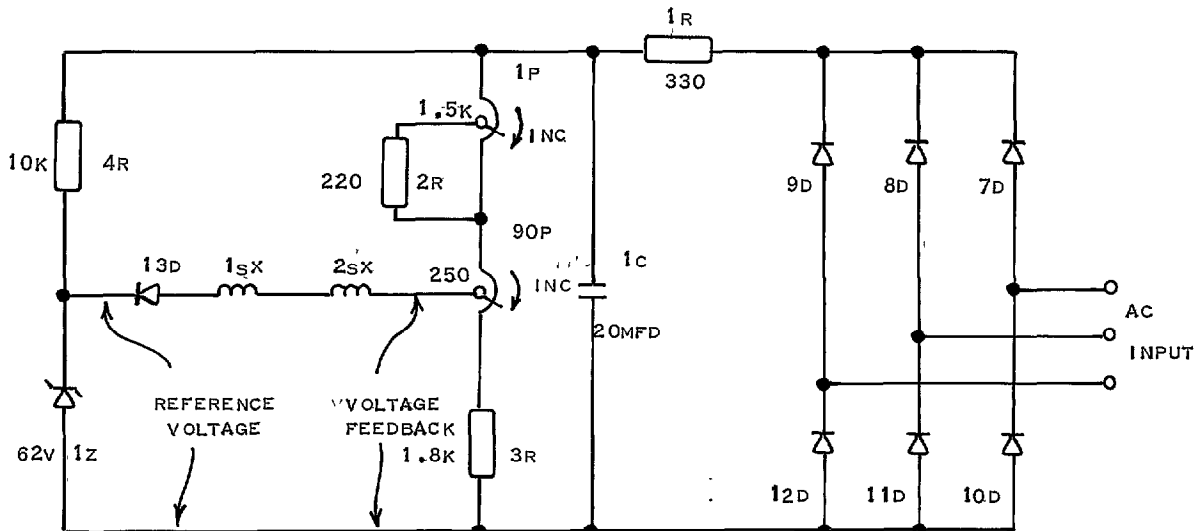 1R
330
1P
1.5K
INC
10K
4R
220
2R
9D
8D
7D
90P
13D
1SX
2SX
250
INC
1C
20MFD
AC
INPUT
REFERENCE
VOLTAGE
VOLTAGE
FEEDBACK
62V
1Z
1.8K
3R
12D
11D
10D